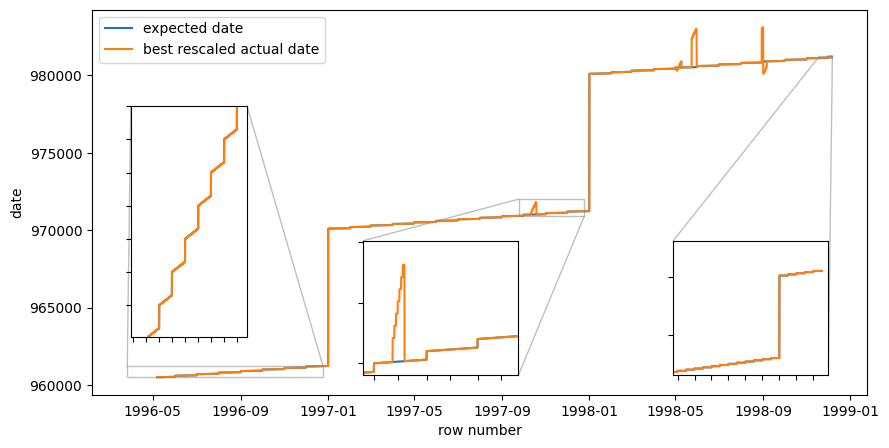 expected date
best rescaled actual date
980000
975000
970000
965000
960000
date
1996-05 1996-09 1997-01 1997-05 1997-09 1998-01 1998-05 1998-09 1999-01
row number